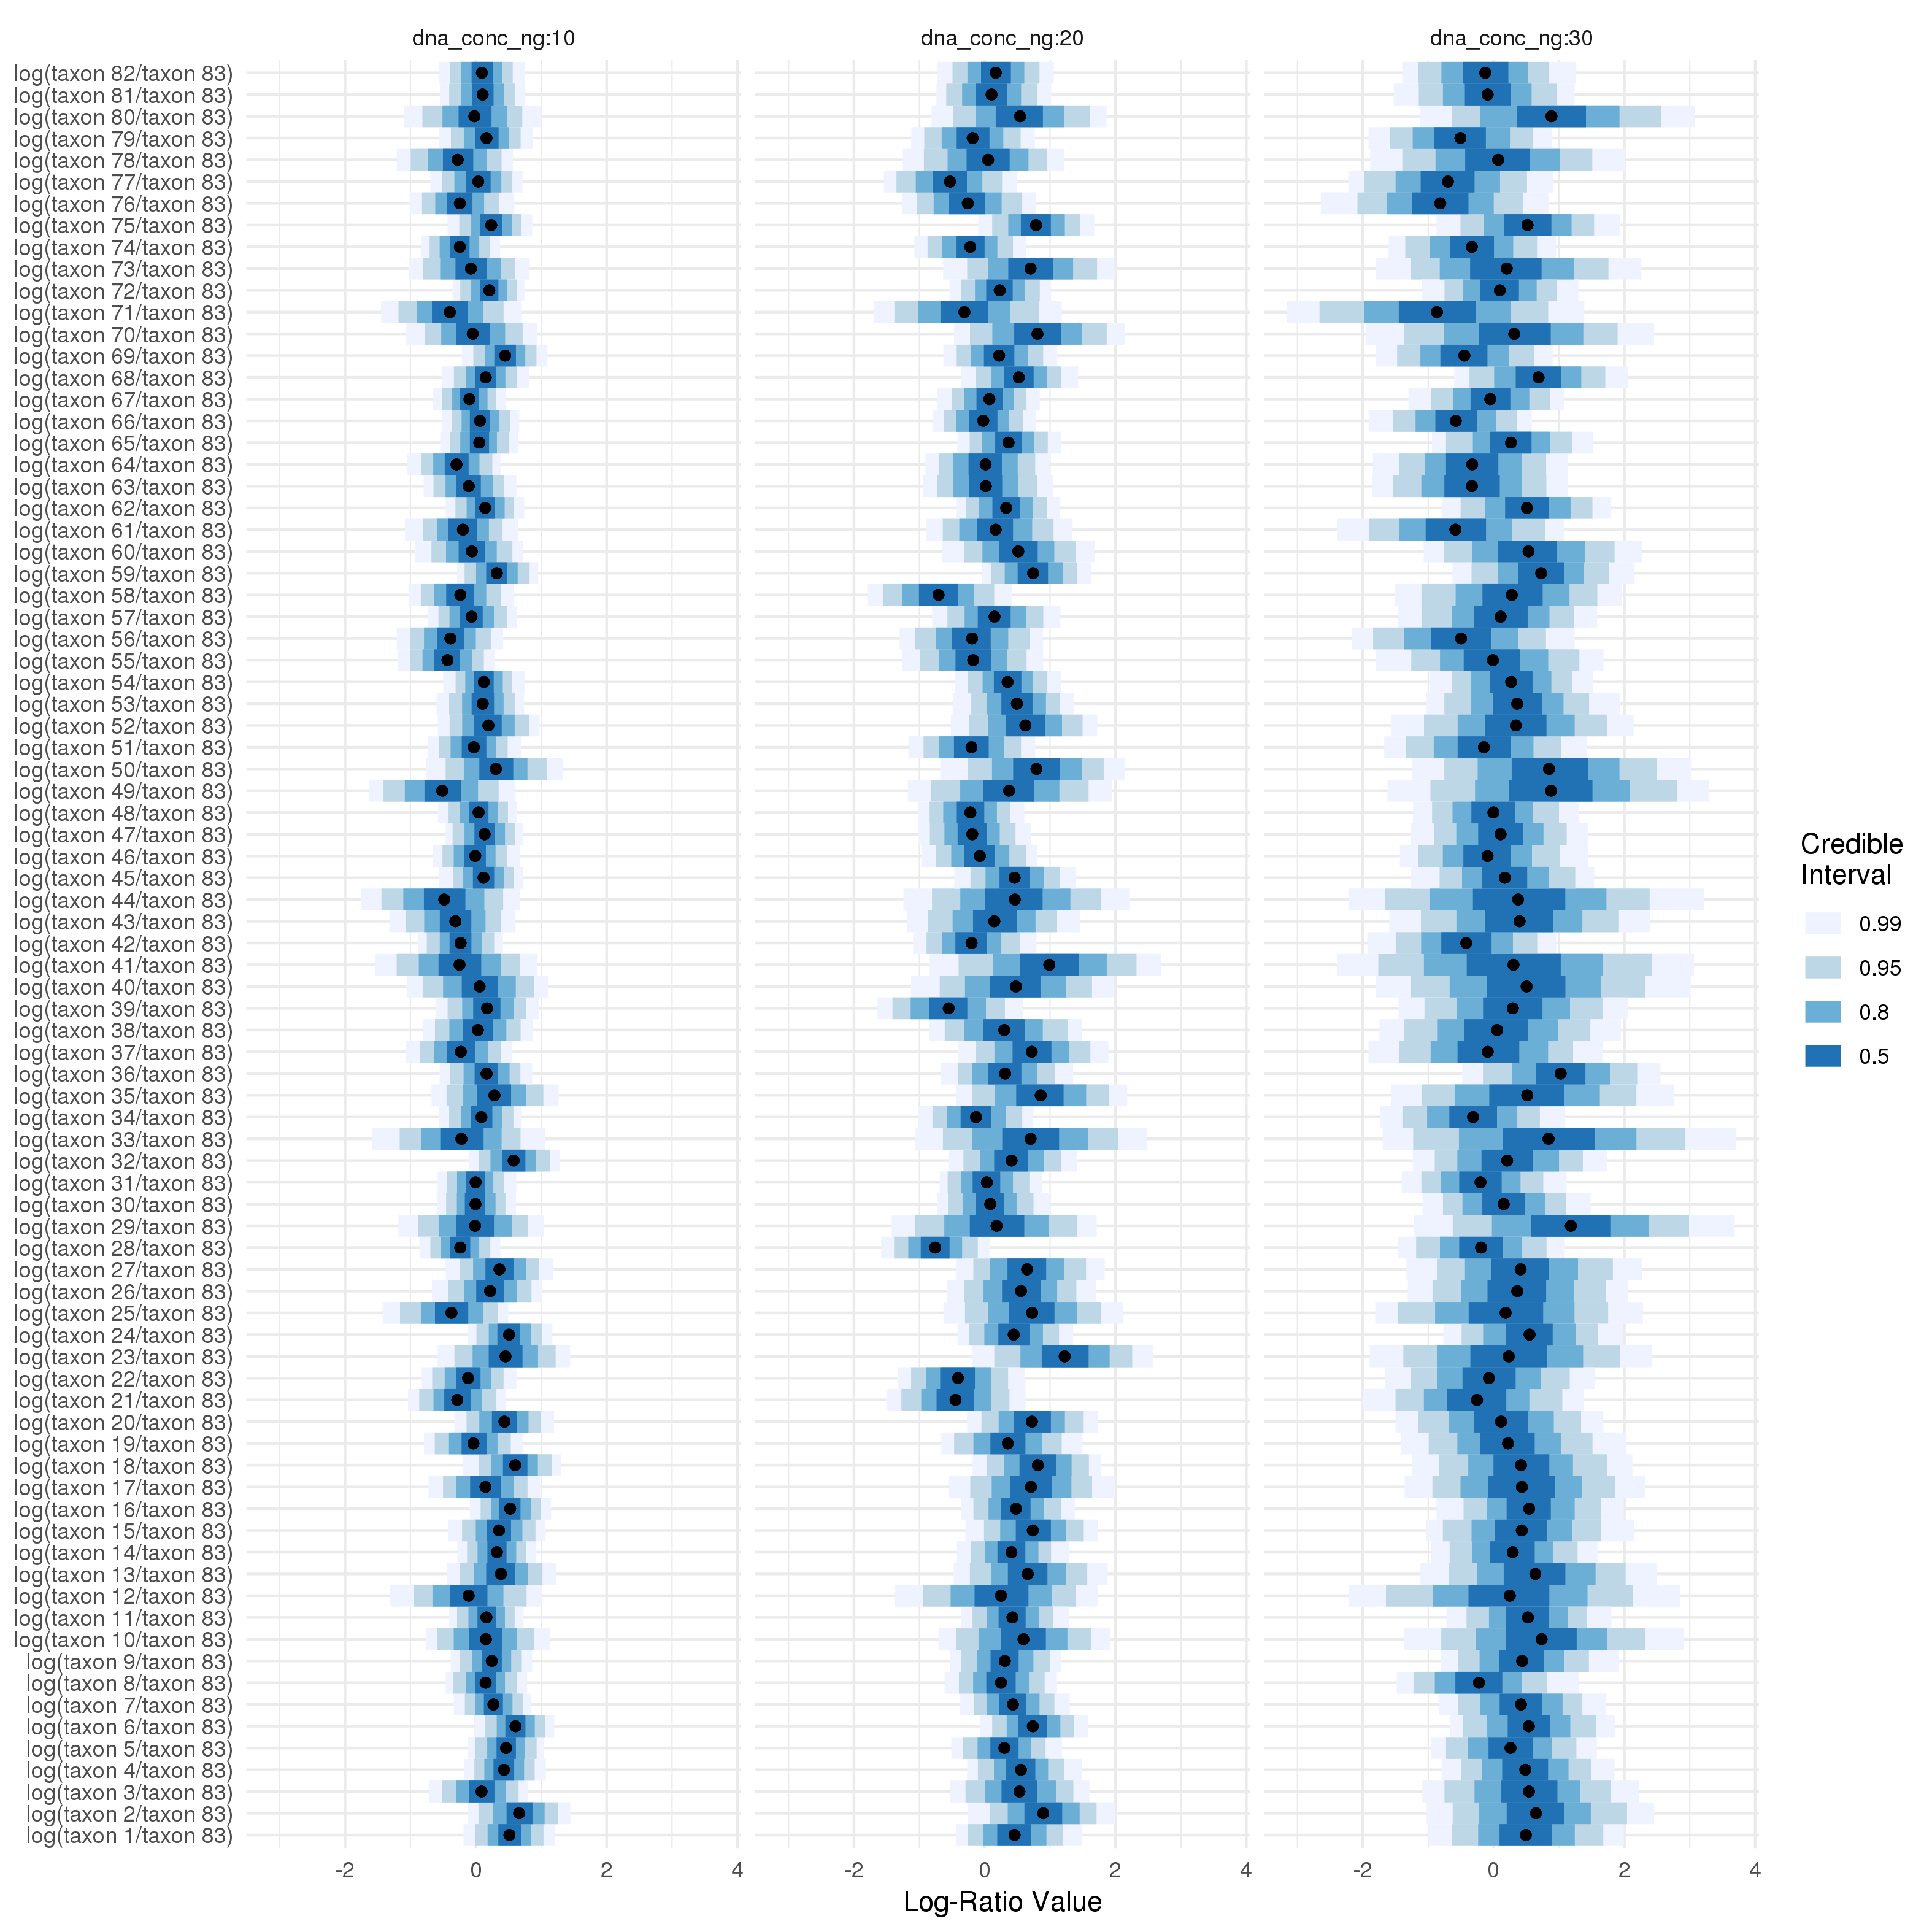 dna_conc_ng:10 dna_conc_ng:20 dna_conc_ng:30
log(taxon 82/taxon 83)
log(taxon 81/taxon 83)
log(taxon 80/taxon 83)
log(taxon 79/taxon 83)
log(taxon 78/taxon 83)
log(taxon 77/taxon 83)
log(taxon 76/taxon 83)
log(taxon 75/taxon 83)
log(taxon 74/taxon 83)
log(taxon 73/taxon 83)
log(taxon 72/taxon 83)
log(taxon 71/taxon 83)
log(taxon 70/taxon 83)
log(taxon 69/taxon 83)
log(taxon 68/taxon 83)
log(taxon 67/taxon 83)
log(taxon 66/taxon 83)
log(taxon 65/taxon 83)
log(taxon 64/taxon 83)
log(taxon 63/taxon 83)
log(taxon 62/taxon 83)
log(taxon 61/taxon 83)
log(taxon 60/taxon 83)
log(taxon 59/taxon 83)
log(taxon 58/taxon 83)
log(taxon 57/taxon 83)
log(taxon 56/taxon 83)
log(taxon 55/taxon 83)
log(taxon 54/taxon 83)
log(taxon 53/taxon 83)
log(taxon 52/taxon 83)
log(taxon 51/taxon 83)
log(taxon 50/taxon 83)
log(taxon 49/taxon 83)
log(taxon 48/taxon 83)
log(taxon 47/taxon 83)
log(taxon 46/taxon 83)
log(taxon 45/taxon 83)
log(taxon 44/taxon 83)
log(taxon 43/taxon 83)
log(taxon 42/taxon 83)
log(taxon 41/taxon 83)
log(taxon 40/taxon 83)
log(taxon 39/taxon 83)
log(taxon 38/taxon 83)
log(taxon 37/taxon 83)
log(taxon 36/taxon 83)
log(taxon 35/taxon 83)
log(taxon 34/taxon 83)
log(taxon 33/taxon 83)
log(taxon 32/taxon 83)
log(taxon 31/taxon 83)
log(taxon 30/taxon 83)
log(taxon 29/taxon 83)
log(taxon 28/taxon 83)
log(taxon 27/taxon 83)
log(taxon 26/taxon 83)
log(taxon 25/taxon 83)
log(taxon 24/taxon 83)
log(taxon 23/taxon 83)
log(taxon 22/taxon 83)
log(taxon 21/taxon 83)
log(taxon 20/taxon 83)
log(taxon 19/taxon 83)
log(taxon 18/taxon 83)
log(taxon 17/taxon 83)
log(taxon 16/taxon 83)
log(taxon 15/taxon 83)
log(taxon 14/taxon 83)
log(taxon 13/taxon 83)
log(taxon 12/taxon 83)
log(taxon 11/taxon 83)
log(taxon 10/taxon 83)
log(taxon 9/taxon 83)
log(taxon 8/taxon 83)
log(taxon 7/taxon 83)
log(taxon 6/taxon 83)
log(taxon 5/taxon 83)
log(taxon 4/taxon 83)
log(taxon 3/taxon 83)
log(taxon 2/taxon 83)
log(taxon 1/taxon 83)
-2 0 2 4 -2 0 2 4 -2 0 2 4
Log-Ratio Value
Credible
Interval
0.99
0.95
0.8
0.5